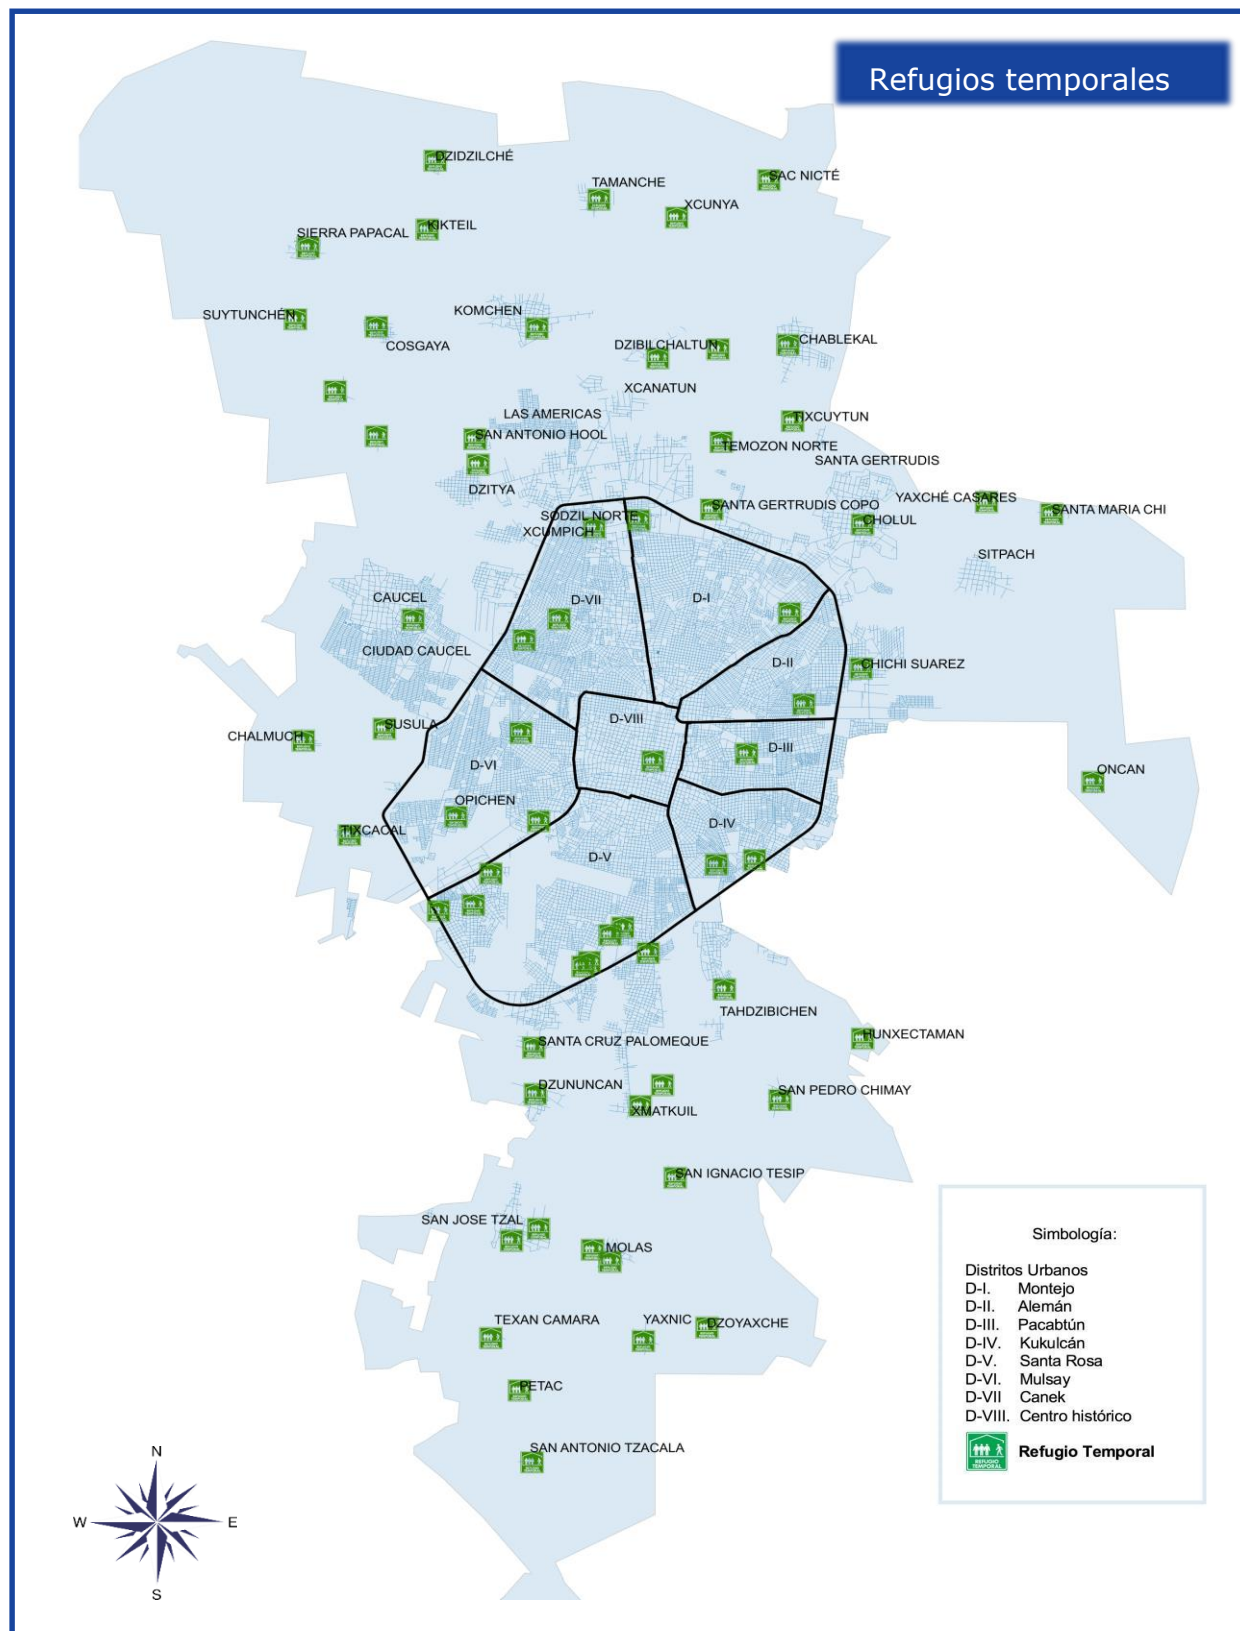 Refugios temporales
DZIDZILCHÉ
TAMANCHE
SAC NICTÉ
XCUNYA
KIKTEIL
SIERRA PAPACAL
SUYTUNCHÉN
KOMCHEN
COSGAYA
DZIBILCHALTUN
CHABLEKAL
XCANATUN
LAS AMERICAS
TIXCUYTUN
SAN ANTONIO HOOL
TEMOZON NORTE
SANTA GERTRUDIS
DZITYA
YAXCHÉ CASARES
SANTA GERTRUDIS COPO
SANTA MARIA CHI
SODZIL NORTE
CHOLUL
XCUMPICH
SITPACH
CAUCEL
D-VII
D-I
CIUDAD CAUCEL
D-II
CHICHI SUAREZ
D-VIII
SUSULA
CHALMUCH
D-III
D-VI
ONCAN
OPICHEN
TIXCACAL
D-IV
D-V
TAHDZIBICHEN
HUNXECTAMAN
SANTA CRUZ PALOMEQUE
DZUNUNCAN
SAN PEDRO CHIMAY
XMATKUIL
SAN IGNACIO TESIP
SAN JOSE TZAL
MOLAS
TEXAN CAMARA
YAXNIC
DZOYAXCHE
PETAC
SAN ANTONIO TZACALA
Simbología:
Distritos Urbanos
D-I. Montejo
D-II. Alemán
D-III. Pacabtún
D-IV. Kukulcán
D-V. Santa Rosa
D-VI. Mulsay
D-VII Canek
D-VIII. Centro histórico
REFUGIO
TEMPORAL
Refugio Temporal
N
W
E
S